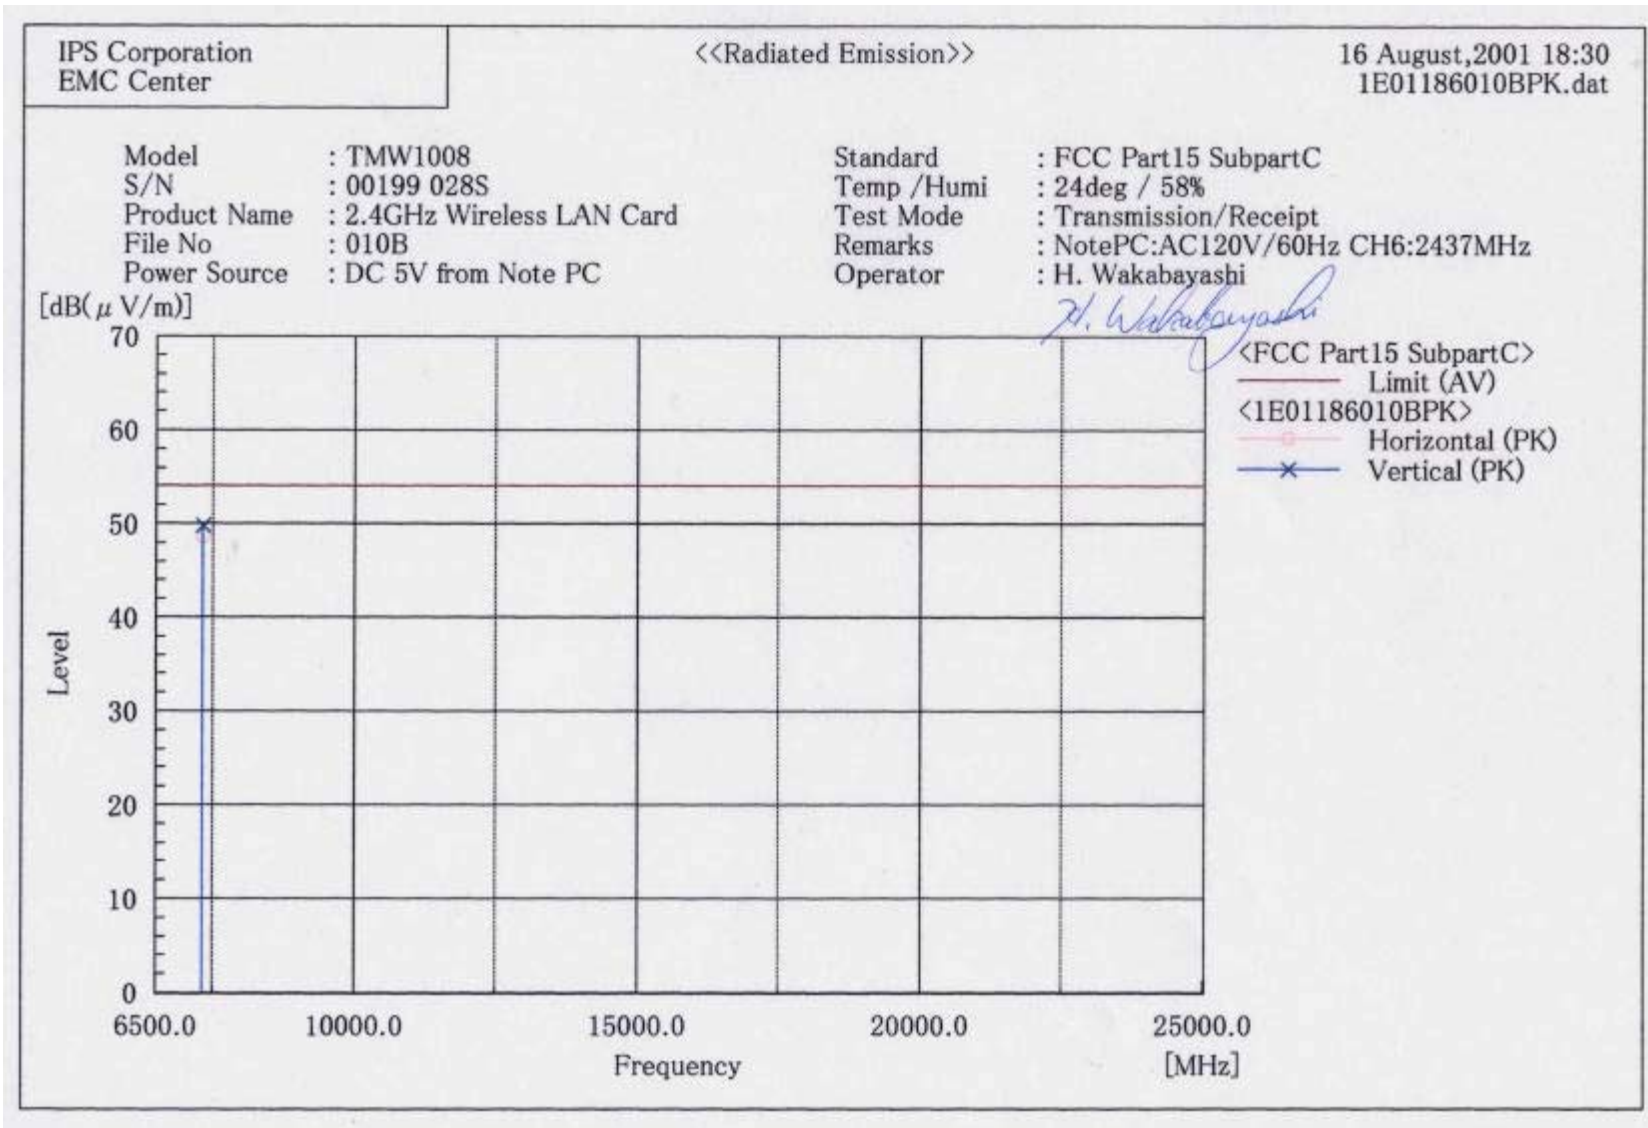 IPS Corporation
EMC Center
<<Radiated Emission>>
16 August,2001 18:30
1E01186010BPK.dat
Model : TMW1008
S/N : 00199 028S
Product Name : 2.4GHz Wireless LAN Card
File No : 010B
Power Source : DC 5V from Note PC
Standard : FCC Part15 SubpartC
Temp /Humi : 24deg / 58%
Test Mode : Transmission/Receipt
Remarks : NotePC:AC120V/60Hz CH6:2437MHz
Operator : H. Wakabayashi
H. Wakabayashi
[dB(μ V/m)]
70
60
50
40
30
20
10
0
Level
6500.0 10000.0 15000.0 20000.0 25000.0
Frequency [MHz]
<FCC Part15 SubpartC>
Limit (AV)
<1E01186010BPK>
Horizontal (PK)
Vertical (PK)